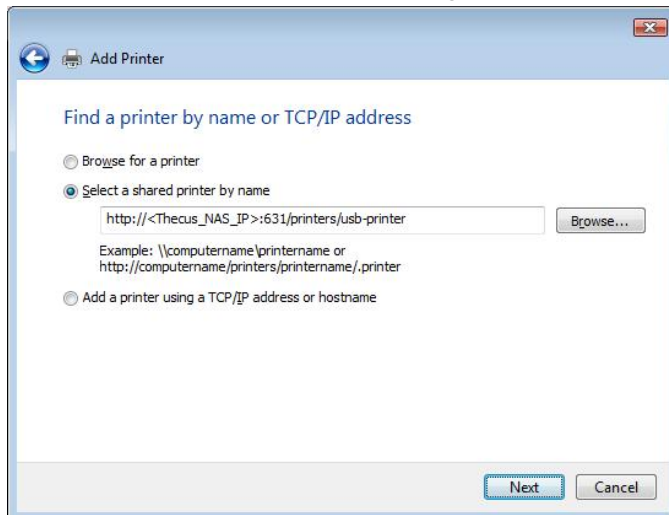 Add Printer
Find a printer by name or TCP/IP address
Browse for a printer
Select a shared printer by name
http://<Thecus_NAS_IP>:631/printers/usb-printer
Browse...
Example: \\computername\printername or
http://computername/printers/printername/.printer
Add a printer using a TCP/IP address or hostname
Next
Cancel